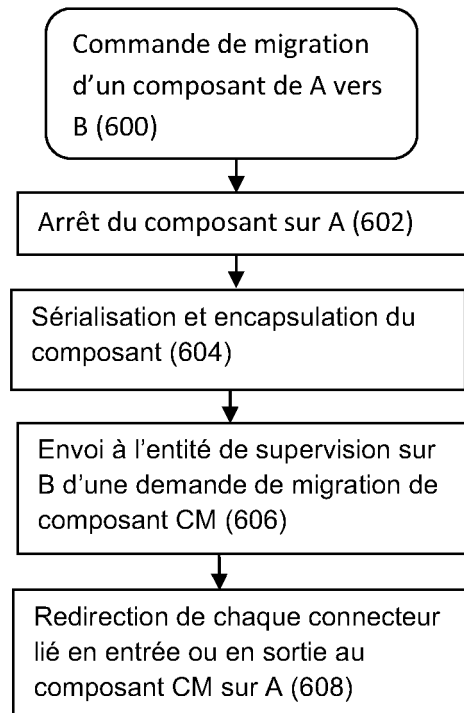 Commande de migration
d’un composant de A vers
B (600)
Arrêt du composant sur A (602)
Sérialisation et encapsulation du
composant (604)
Envoi à l’entité de supervision sur
B d’une demande de migration de
composant CM (606)
Redirection de chaque connecteur
lié en entrée ou en sortie au
composant CM sur A (608)